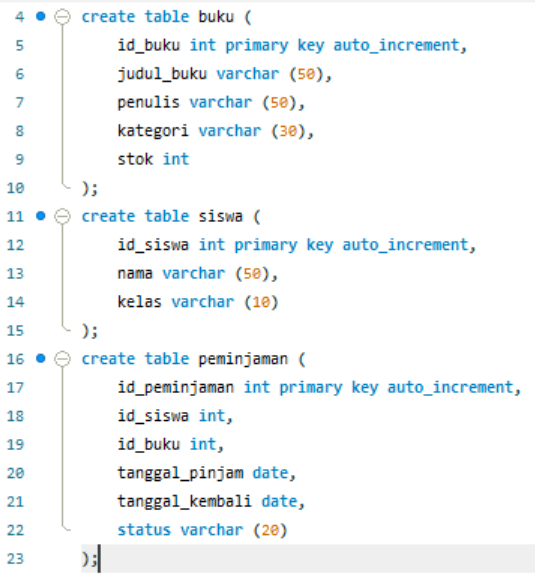 4 create table buku (
5 id_buku int primary key auto_increment,
6 judul_buku varchar (50),
7 penulis varchar (50),
8 kategori varchar (30),
9 stok int
10 );
11 create table siswa (
12 id_siswa int primary key auto_increment,
13 nama varchar (50),
14 kelas varchar (10)
15 );
16 create table peminjaman (
17 id_peminjaman int primary key auto_increment,
18 id_siswa int,
19 id_buku int,
20 tanggal_pinjam date,
21 tanggal_kembali date,
22 status varchar (20)
23 );